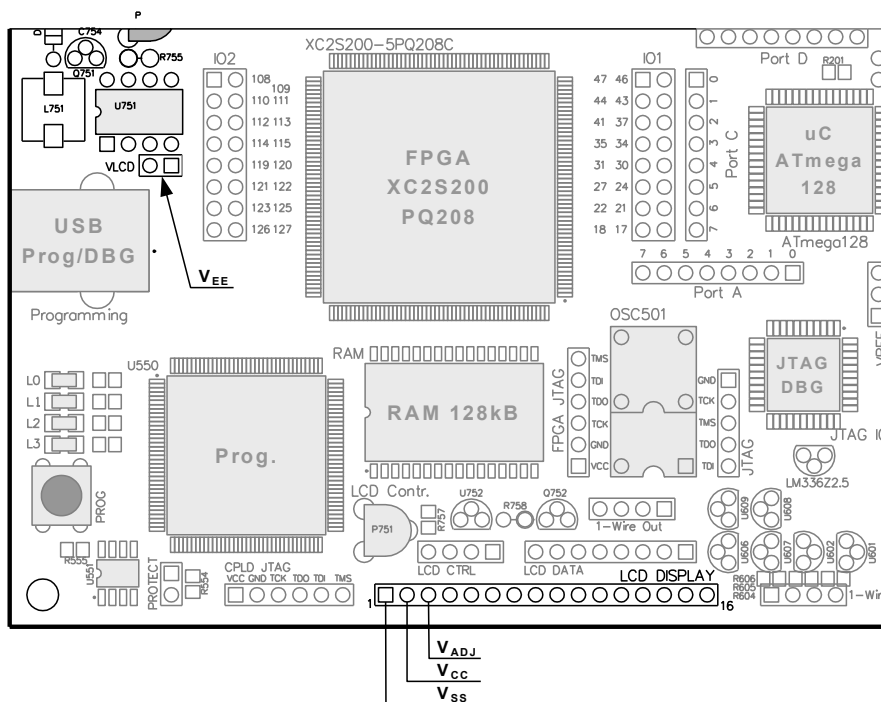 P
D
C754
XC2S200-5PQ208C
Port D
R755
Q751
IO2
IO1
R201
L751
U751
108
109
110 111
112 113
114 115
119 120
121 122
123 125
126 127
FPGA
XC2S200
PQ208
47 46
44 43
41 37
35 34
31 30
27 24
22 21
18 17
0
1
2
3
4
5
6
7
Port C
uC
ATmega
128
ATmega128
VLCD
USB
Prog/DBG
VEE
Programming
7 6 5 4 3 2 1 0
Port A
OSC501
VREF
U550
RAM
L0
L1
L2
L3
Prog.
RAM 128kB
FPGA JTAG
TMS
TDI
TDO
TCK
GND
VCC
GND
TCK
TMS
TDO
TDI
JTAG
JTAG
DBG
JTAG IC
LM336Z2.5
PROG
LCD Contr.
P751
R757
U752
R758
Q752
1-Wire Out
U609
U608
U606
U607
U602
U601
R555
U551
PROTECT
R554
CPLD JTAG
VCC GND TCK TDO TDI TMS
LCD CTRL
LCD DATA
LCD DISPLAY
R606
R605
R604
1-Wire
1
16
VADJ
VCC
VSS